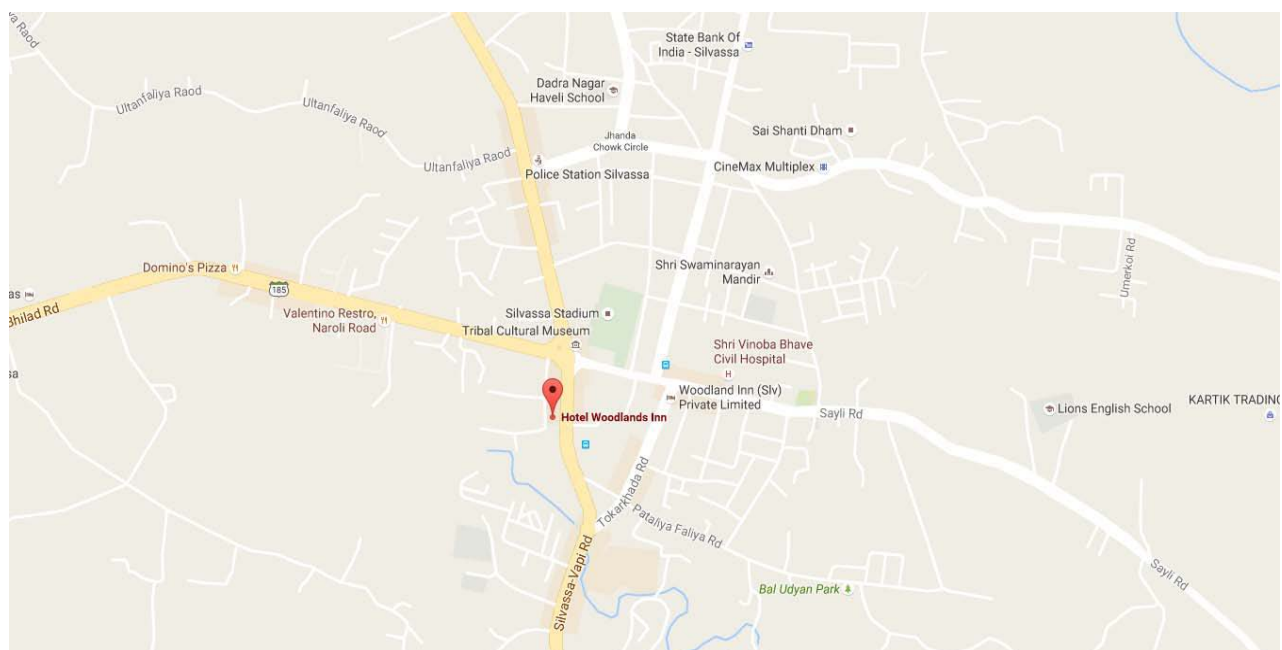 va Raod
Ultanfaliya Raod
Ultanfaliya Raod
Ultanfaliya Raod
State Bank Of
India - Silvassa
Dadra Nagar
Haveli School
Jhanda
Chowk Circle
Sai Shanti Dham
CineMax Multiplex
Police Station Silvassa
Domino's Pizza
185
as
Bhilad Rd
Valentino Restro,
Naroli Road
Silvassa Stadium
Tribal Cultural Museum
Shri Swaminarayan
Mandir
Umerkoi Rd
Shri Vinoba Bhave
Civil Hospital
H
sa
Woodland Inn (Slv)
Private Limited
Hotel Woodlands Inn
Sayli Rd
Lions English School
KARTIK TRADING
Tokarkhada Rd
Pataliya Faliya Rd
Silvassa-Vapi Rd
Bal Udyan Park
Sayli Rd